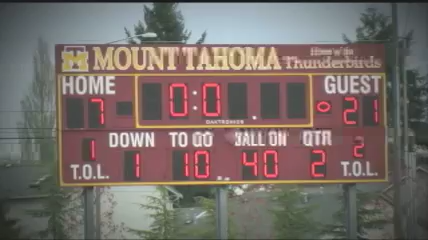 M MOUNT TAHOMA Home of the Thunderbirds
HOME GUEST
7 0:0 21
DAKTRONICS
DOWN TO GO BALL ON QTR
1 1 10 40 2 2
T.O.L. T.O.L.